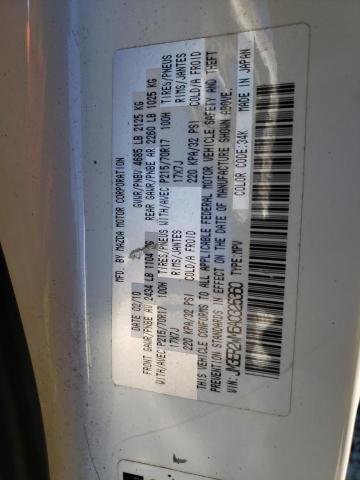 MFD. BY MAZDA MOTOR CORPORATION
DATE 02/10 GVWR/PNBV 4685 LB 2125 KG
FRONT GAWR/PNBE AV 2434 LB 1104 KG REAR GAWR/PNBE AR 2260 LB 1025 KG
WITH/AVEC P215/70R17 100H TIRES/PNEUS WITH/AVEC P215/70R17 100H TIRES/PNEUS
17X7J RIMS/JANTES 17X7J RIMS/JANTES
220 KPA/32 PSI COLD/A FROID 220 KPA/32 PSI COLD/A FROID
THIS VEHICLE CONFORMS TO ALL APPLICABLE FEDERAL MOTOR VEHICLE SAFETY AND THEFT
PREVENTION STANDARDS IN EFFECT ON THE DATE OF MANUFACTURE SHOWN ABOVE.
VIN: TYPE:MPV COLOR CODE:34K MADE IN JAPAN